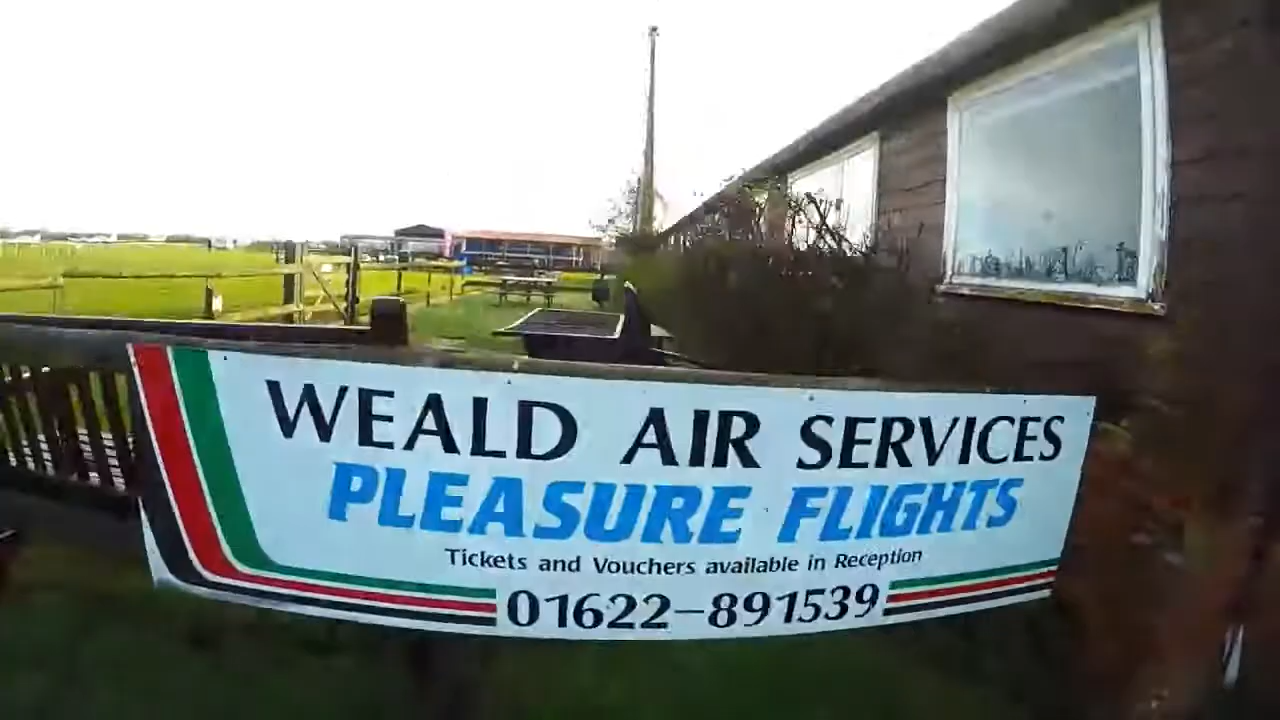 WEALD AIR SERVICES
PLEASURE FLIGHTS
Tickets and Vouchers available in Reception
01622-891539